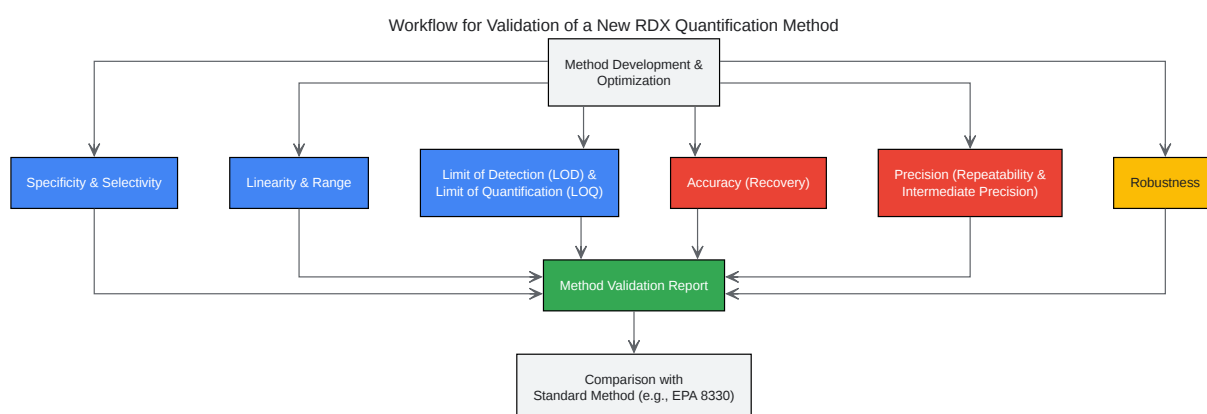 Workflow for Validation of a New RDX Quantification Method
Method Development &
Optimization
Specificity & Selectivity
Linearity & Range
Limit of Detection (LOD) &
Limit of Quantification (LOQ)
Accuracy (Recovery)
Precision (Repeatability &
Intermediate Precision)
Robustness
Method Validation Report
Comparison with
Standard Method (e.g., EPA 8330)